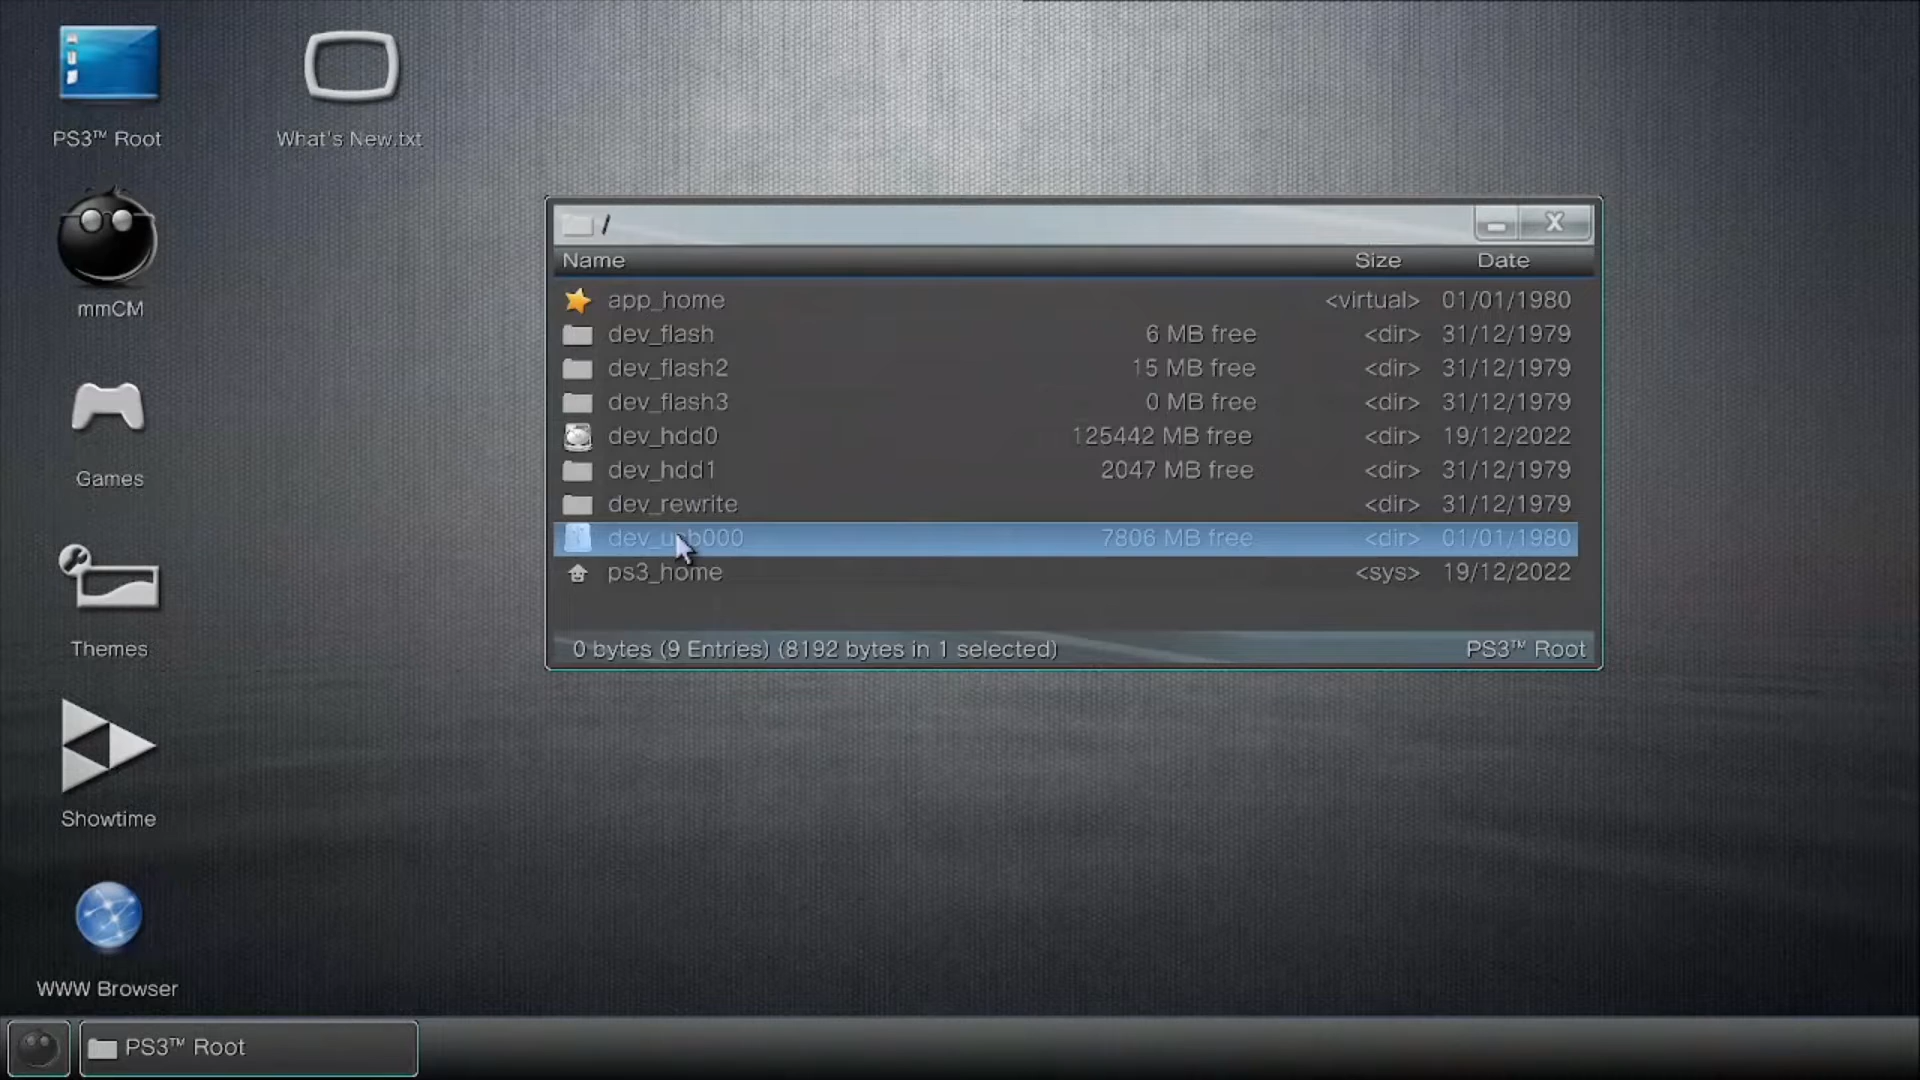 PS3™ Root
What's New.txt
mmCM
Games
Themes
Showtime
WWW Browser
/
X
Name Size Date
app_home <virtual> 01/01/1980
dev_flash 6 MB free <dir> 31/12/1979
dev_flash2 15 MB free <dir> 31/12/1979
dev_flash3 0 MB free <dir> 31/12/1979
dev_hdd0 125442 MB free <dir> 19/12/2022
dev_hdd1 2047 MB free <dir> 31/12/1979
dev_rewrite <dir> 31/12/1979
dev_usb000 7806 MB free <dir> 01/01/1980
ps3_home <sys> 19/12/2022
0 bytes (9 Entries) (8192 bytes in 1 selected) PS3™ Root
PS3™ Root